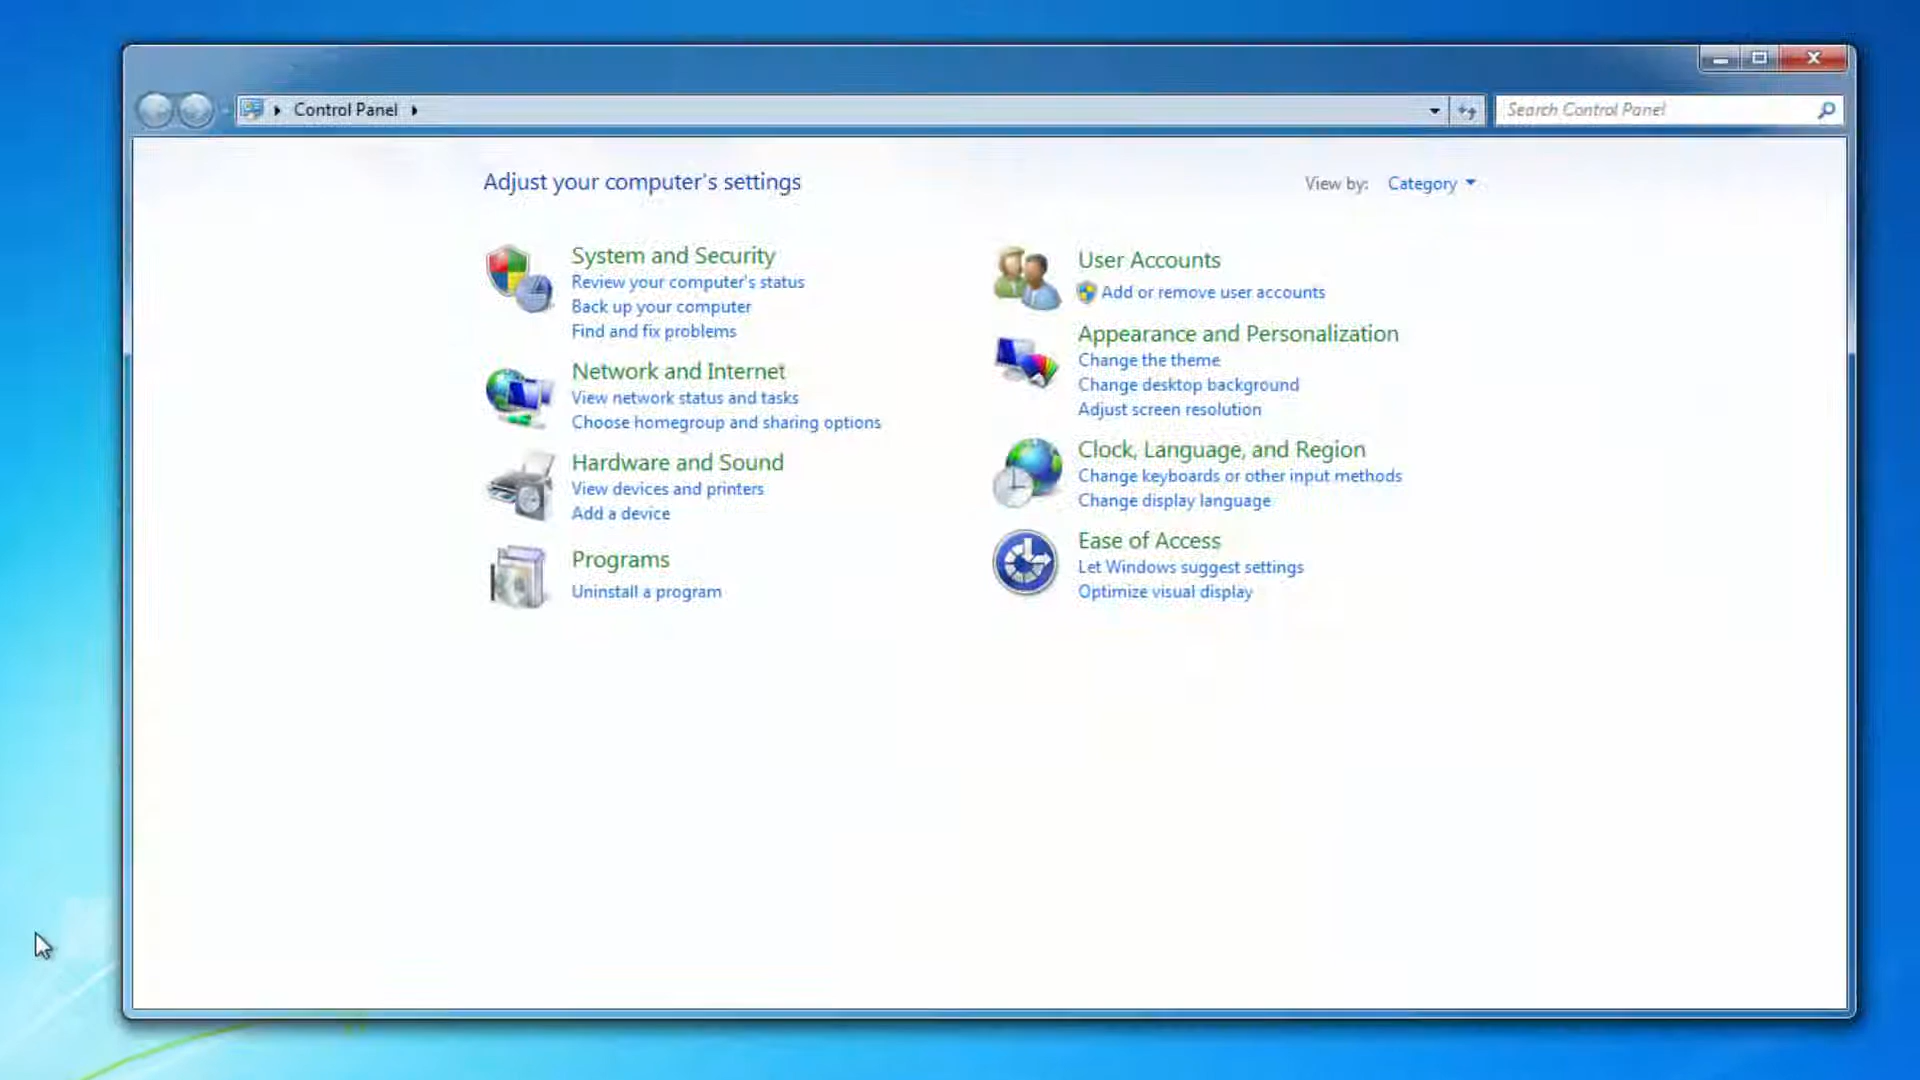 Control Panel
Search Control Panel
Adjust your computer's settings
View by: Category
System and Security
Review your computer's status
Back up your computer
Find and fix problems
Network and Internet
View network status and tasks
Choose homegroup and sharing options
Hardware and Sound
View devices and printers
Add a device
Programs
Uninstall a program
User Accounts
Add or remove user accounts
Appearance and Personalization
Change the theme
Change desktop background
Adjust screen resolution
Clock, Language, and Region
Change keyboards or other input methods
Change display language
Ease of Access
Let Windows suggest settings
Optimize visual display